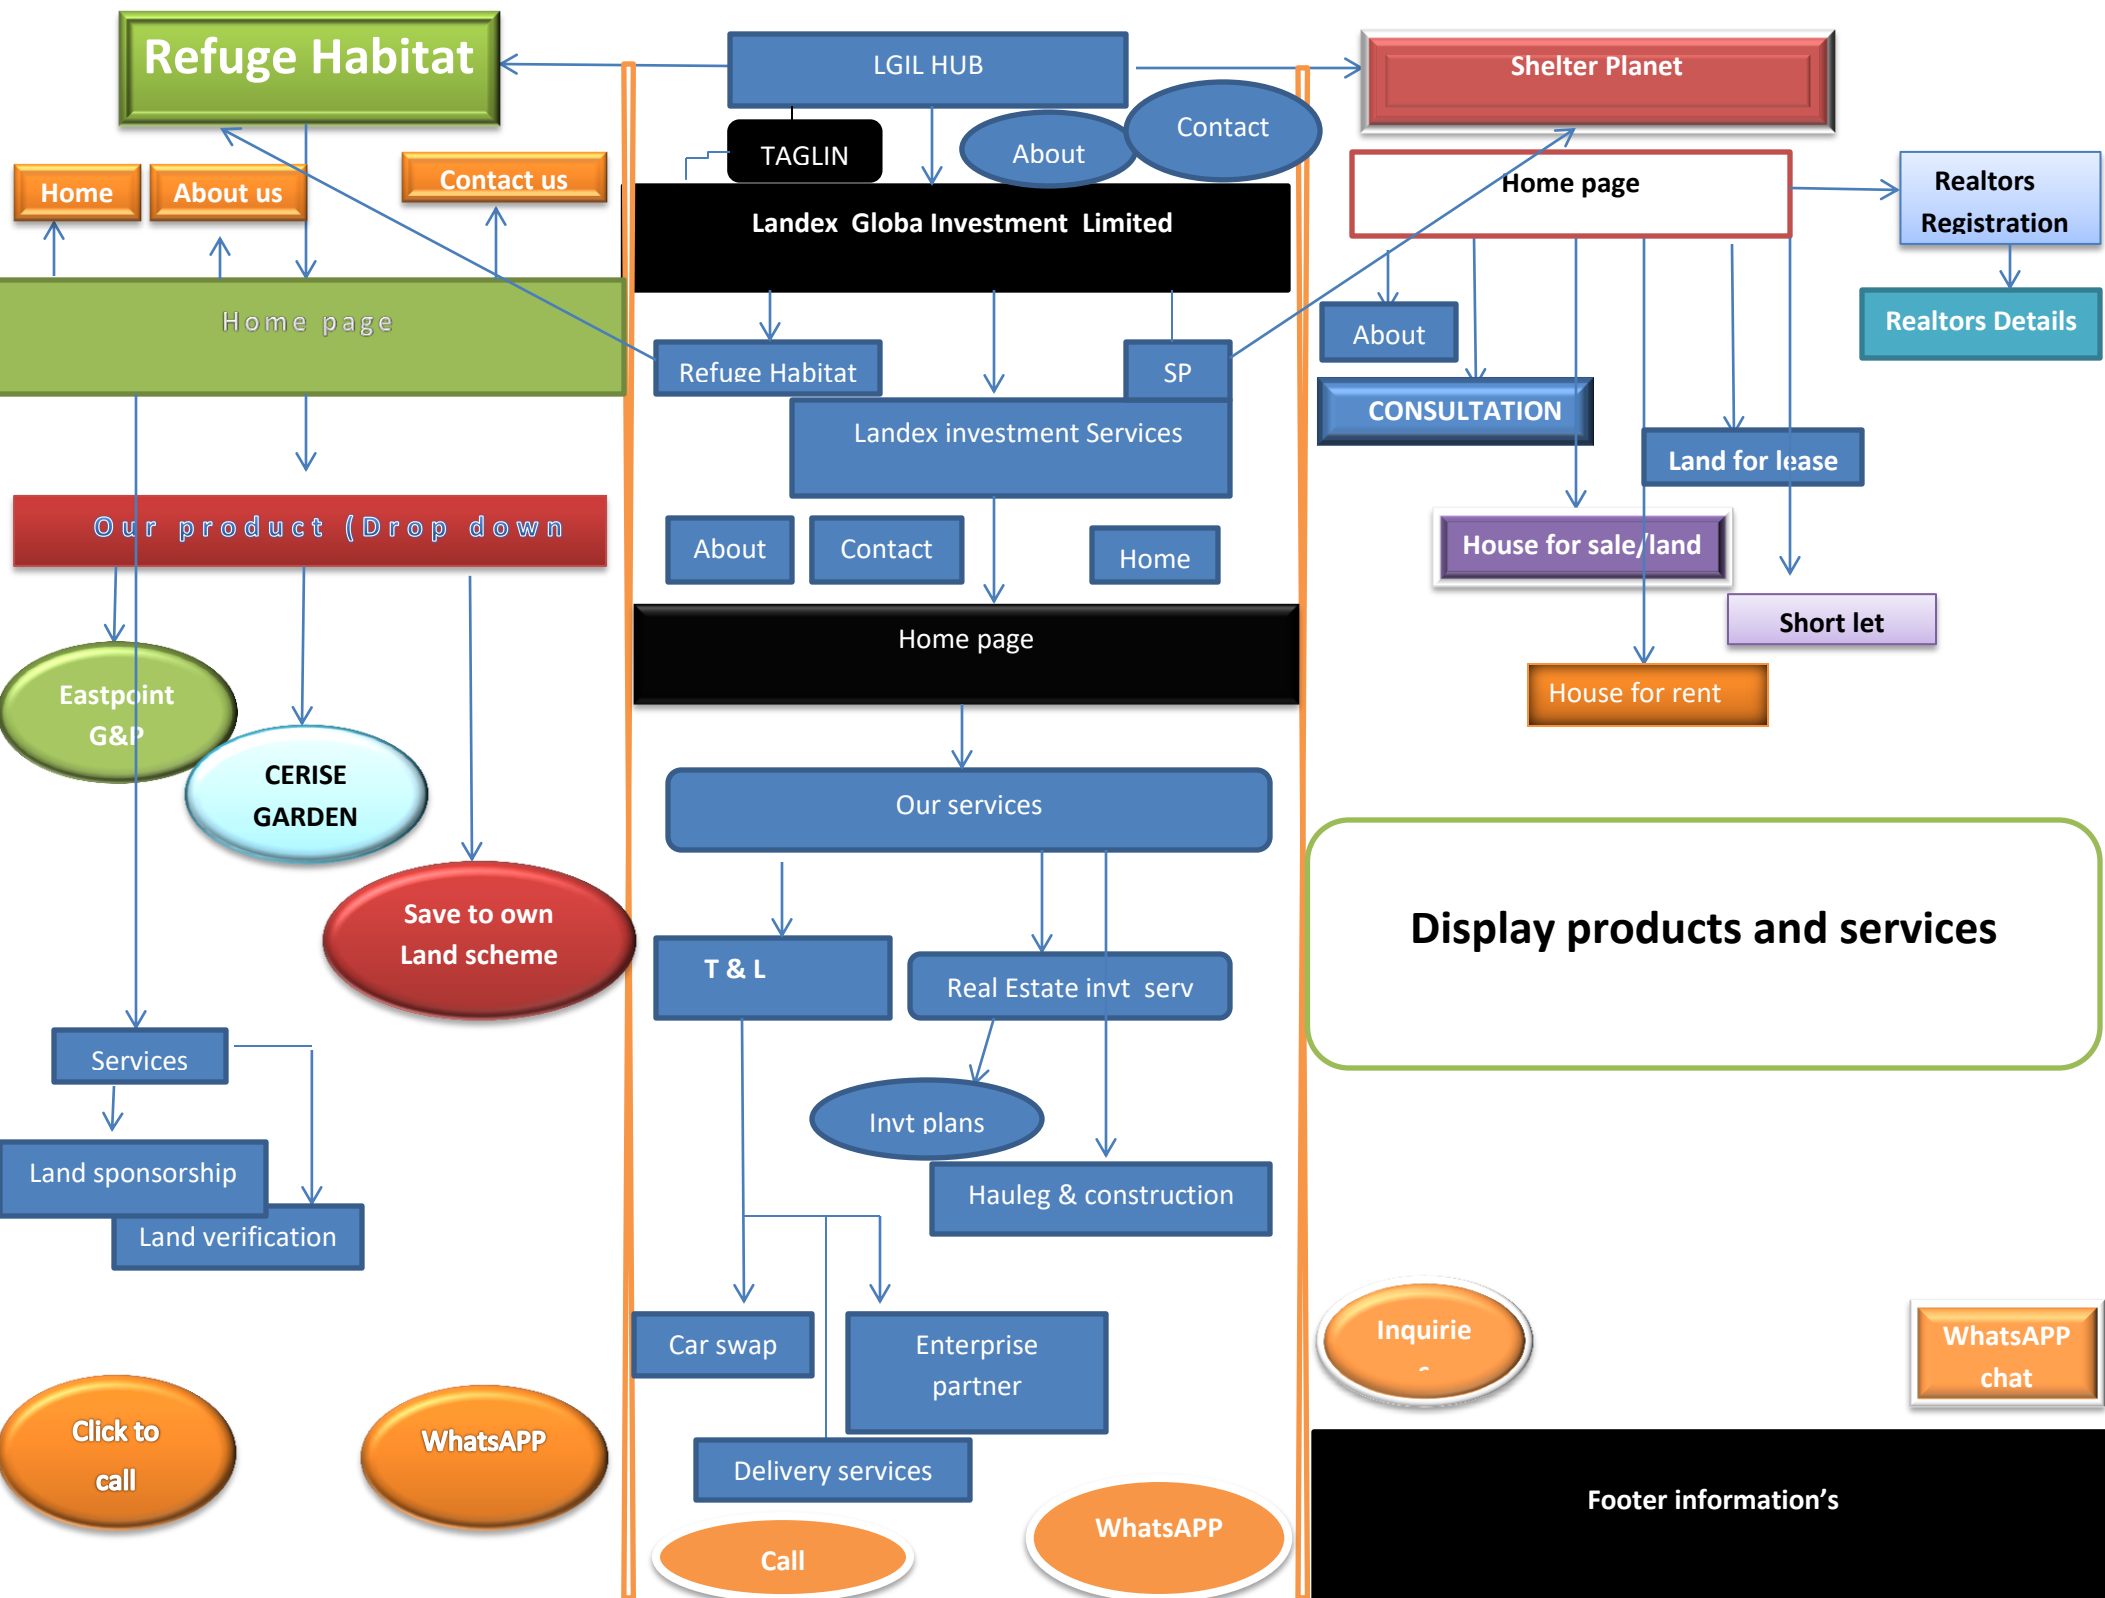 Refuge Habitat
Home
About us
Contact us
Home page
Our product (Drop down
Eastpoint
G&P
CERISE
GARDEN
Save to own
Land scheme
Services
Land sponsorship
Land verification
Click to
call
WhatsAPP
LGIL HUB
TAGLIN
About
Contact
Landex Globa Investment Limited
Refuge Habitat
SP
Landex investment Services
About
Contact
Home
Home page
Our services
T & L
Real Estate invt serv
Invt plans
Hauleg & construction
Car swap
Enterprise
partner
Delivery services
Call
WhatsAPP
Shelter Planet
Home page
Realtors
Registration
Realtors Details
About
CONSULTATION
Land for lease
House for sale/land
Short let
House for rent
Display products and services
Inquirie
s
WhatsAPP
chat
Footer information's